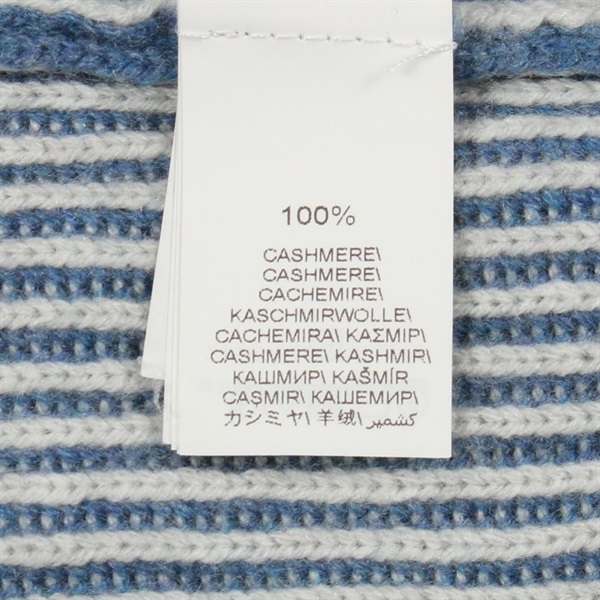 100%
CASHMERE\
CASHMERE\
CACHEMIRE\
KASCHMIRWOLLE\
CACHEMIRA\ ΚΑΣΜΙΡ\
CASHMERE\ KASHMIR\
КАШМИР\ KAŠMÍR
CAŞMIR\ КАШЕМИР\
カシミヤ\ 羊绒\ كشمير\